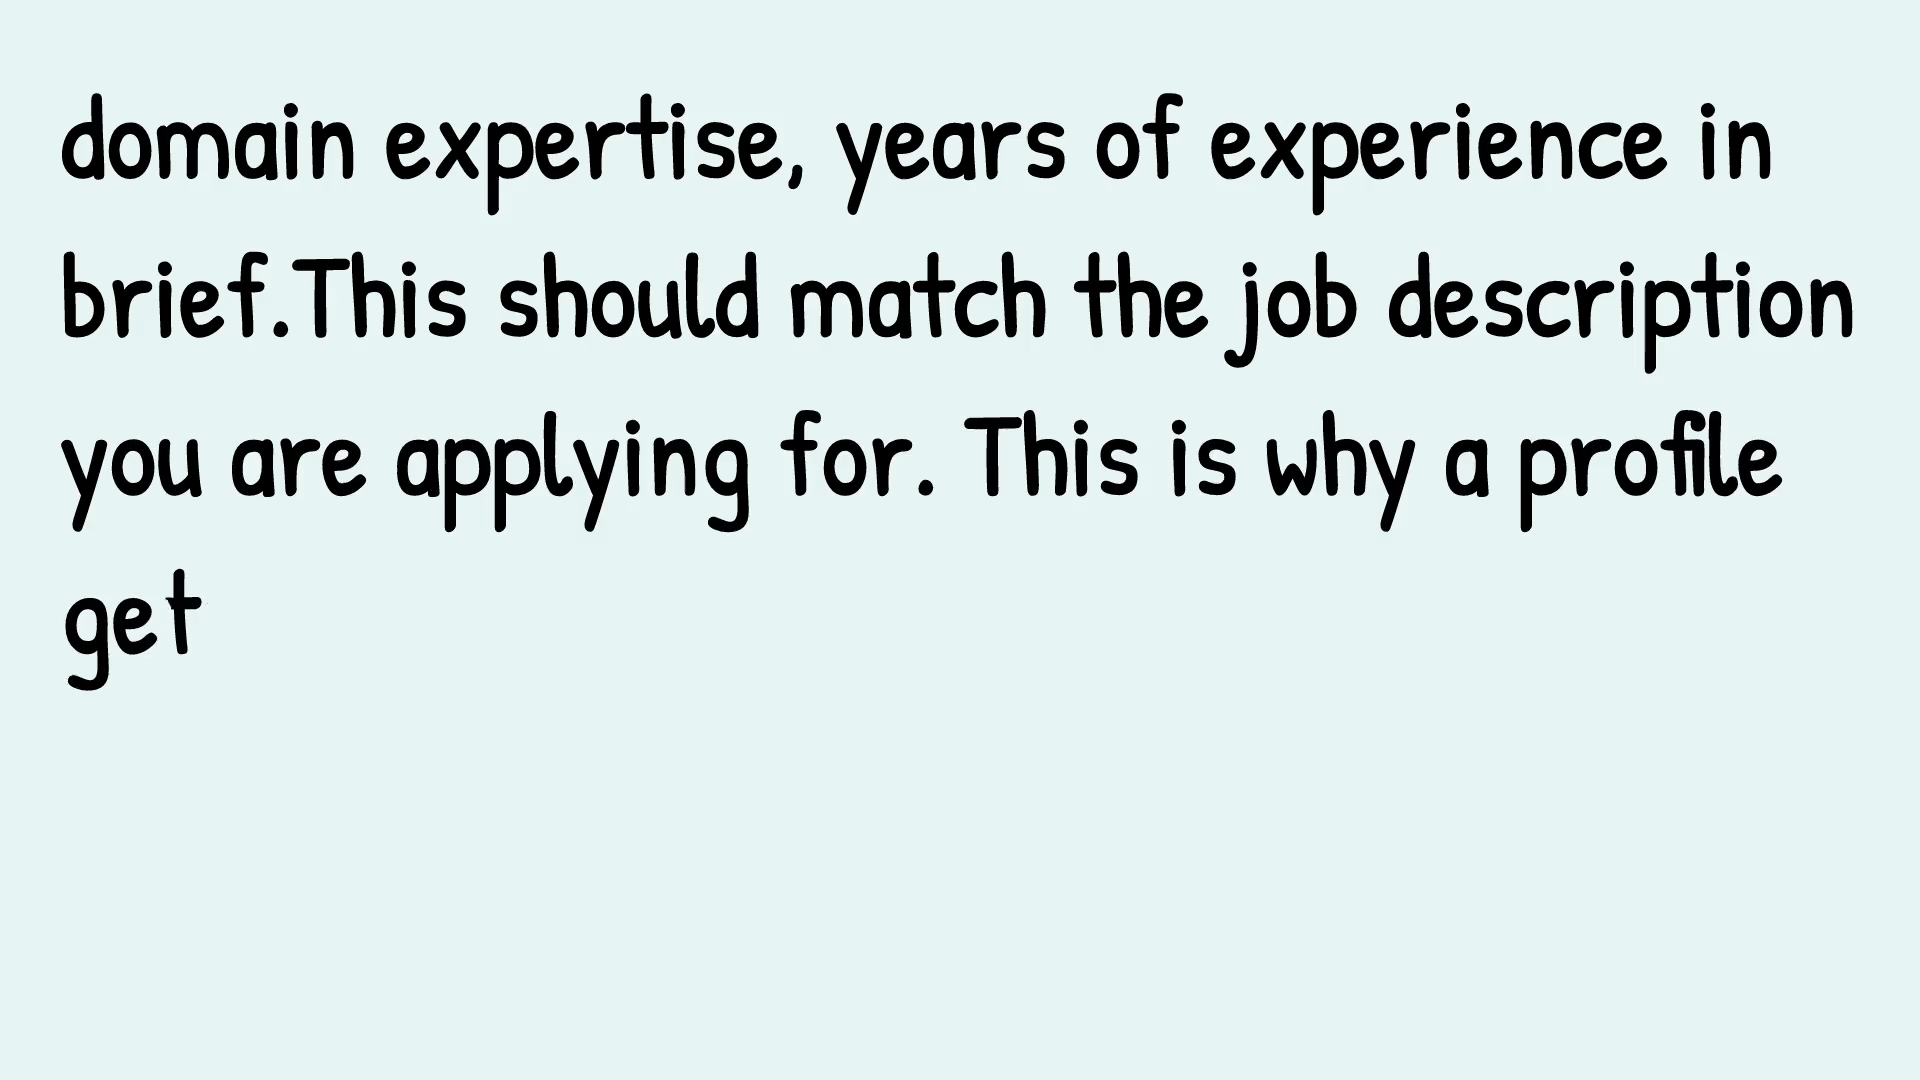 domain expertise, years of experience in
brief.This should match the job description
you are applying for. This is why a profile
get